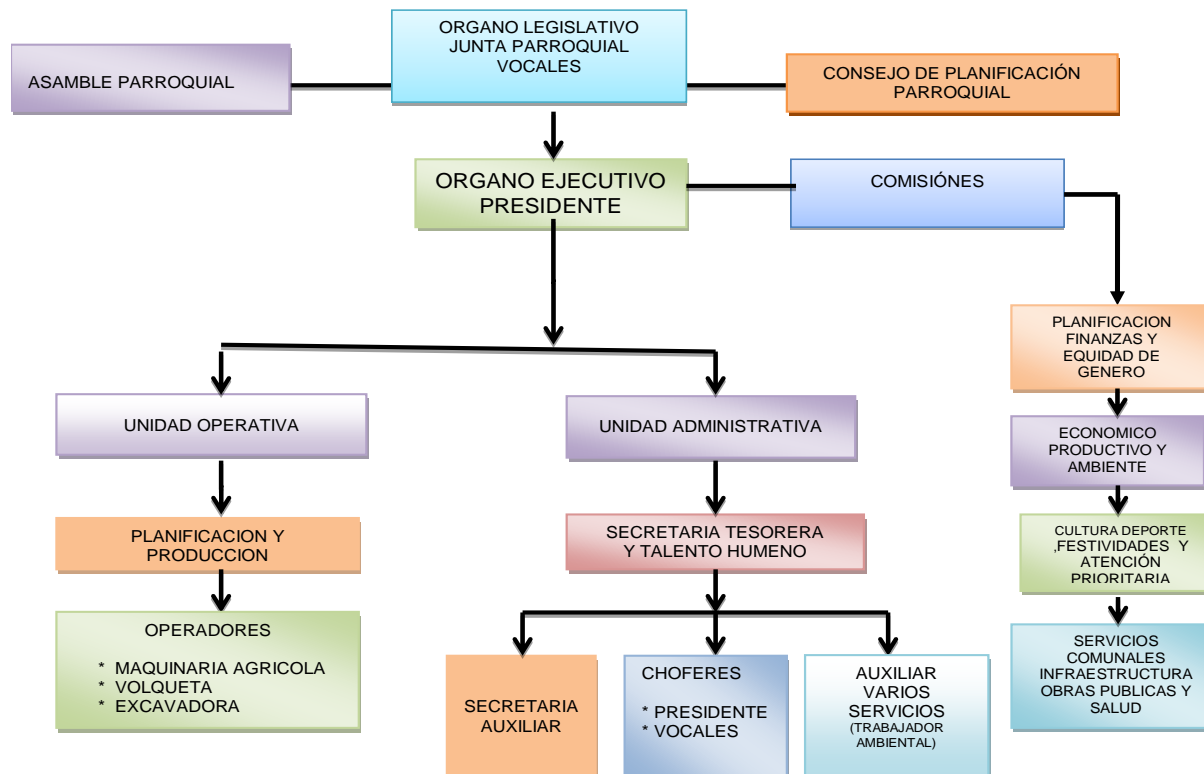 ORGANO LEGISLATIVO
JUNTA PARROQUIAL
VOCALES
ASAMBLE PARROQUIAL
CONSEJO DE PLANIFICACIÓN
PARROQUIAL
ORGANO EJECUTIVO
PRESIDENTE
COMISIÓNES
PLANIFICACION
FINANZAS Y
EQUIDAD DE
GENERO
UNIDAD OPERATIVA
UNIDAD ADMINISTRATIVA
ECONOMICO
PRODUCTIVO Y
AMBIENTE
PLANIFICACION Y
PRODUCCION
SECRETARIA TESORERA
Y TALENTO HUMENO
CULTURA DEPORTE
,FESTIVIDADES Y
ATENCIÓN
PRIORITARIA
OPERADORES
* MAQUINARIA AGRICOLA
* VOLQUETA
* EXCAVADORA
SECRETARIA
AUXILIAR
CHOFERES
* PRESIDENTE
* VOCALES
AUXILIAR
VARIOS
SERVICIOS
(TRABAJADOR
AMBIENTAL)
SERVICIOS
COMUNALES
INFRAESTRUCTURA
OBRAS PUBLICAS Y
SALUD